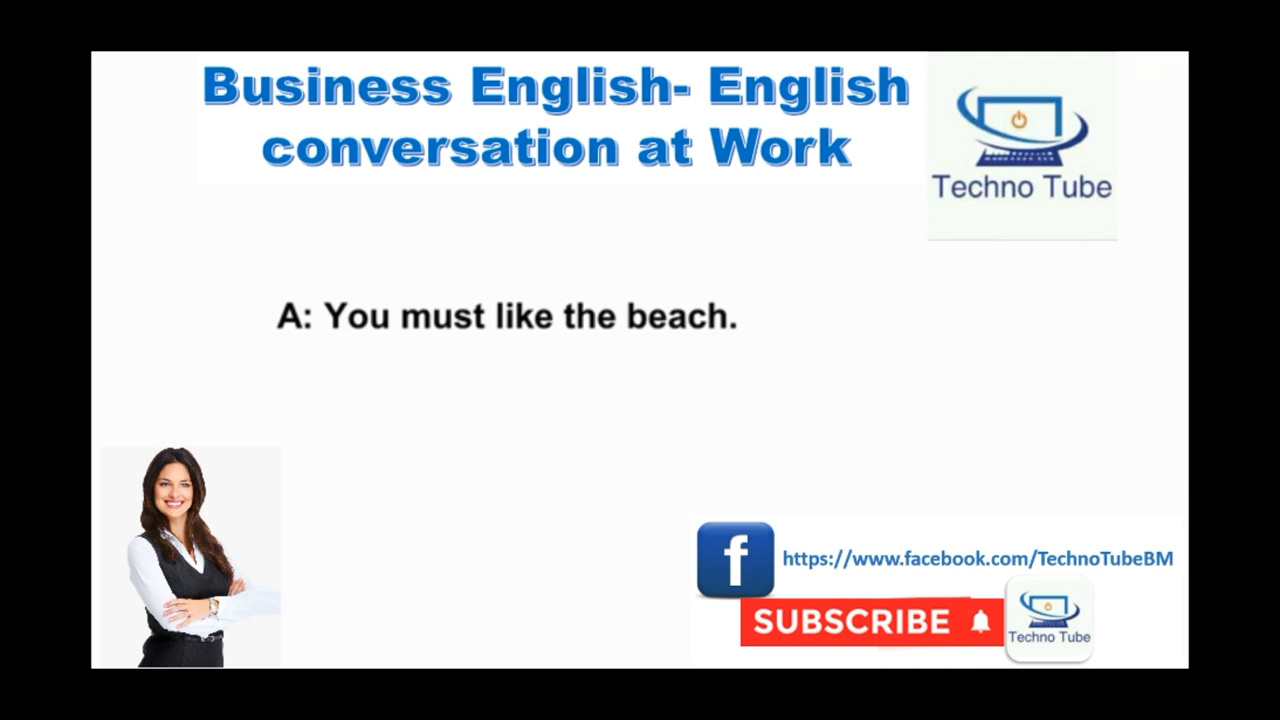 Business English- English
conversation at Work
Techno Tube
A: You must like the beach.
f
https://www.facebook.com/TechnoTubeBM
SUBSCRIBE
Techno Tube